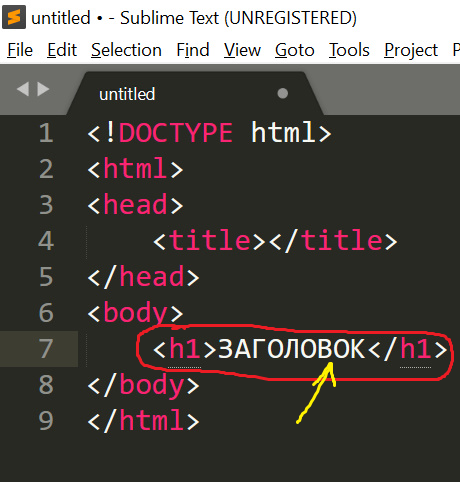 untitled • - Sublime Text (UNREGISTERED)
File Edit Selection Find View Goto Tools Project P
untitled
1 <!DOCTYPE html>
2 <html>
3 <head>
4 <title></title>
5 </head>
6 <body>
7 <h1>ЗАГОЛОВОК</h1>
8 </body>
9 </html>